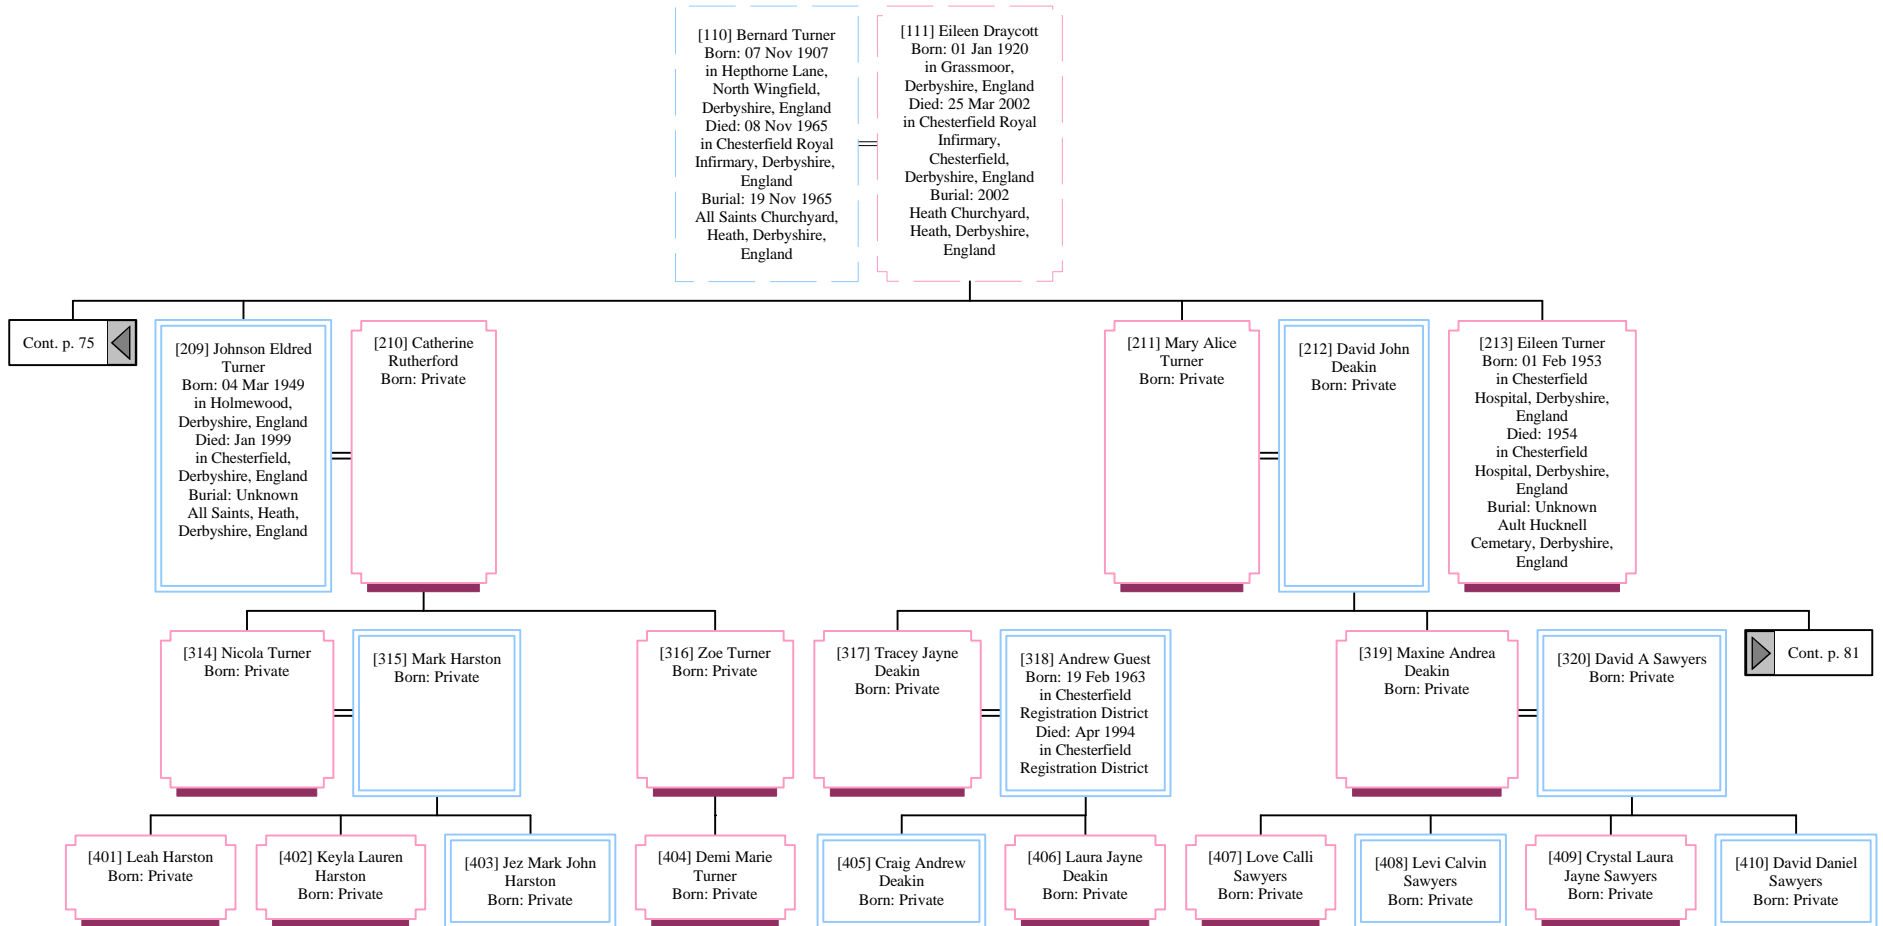 [110] Bernard Turner
Born: 07 Nov 1907
in Hepthorne Lane,
North Wingfield,
Derbyshire, England
Died: 08 Nov 1965
in Chesterfield Royal
Infirmary, Derbyshire,
England
Burial: 19 Nov 1965
All Saints Churchyard,
Heath, Derbyshire,
England
[111] Eileen Draycott
Born: 01 Jan 1920
in Grassmoor,
Derbyshire, England
Died: 25 Mar 2002
in Chesterfield Royal
Infirmary,
Chesterfield,
Derbyshire, England
Burial: 2002
Heath Churchyard,
Heath, Derbyshire,
England
Cont. p. 75
[209] Johnson Eldred
Turner
Born: 04 Mar 1949
in Holmewood,
Derbyshire, England
Died: Jan 1999
in Chesterfield,
Derbyshire, England
Burial: Unknown
All Saints, Heath,
Derbyshire, England
[210] Catherine
Rutherford
Born: Private
[211] Mary Alice
Turner
Born: Private
[212] David John
Deakin
Born: Private
[213] Eileen Turner
Born: 01 Feb 1953
in Chesterfield
Hospital, Derbyshire,
England
Died: 1954
in Chesterfield
Hospital, Derbyshire,
England
Burial: Unknown
Ault Hucknell
Cemetary, Derbyshire,
England
[314] Nicola Turner
Born: Private
[315] Mark Harston
Born: Private
[316] Zoe Turner
Born: Private
[317] Tracey Jayne
Deakin
Born: Private
[318] Andrew Guest
Born: 19 Feb 1963
in Chesterfield
Registration District
Died: Apr 1994
in Chesterfield
Registration District
[319] Maxine Andrea
Deakin
Born: Private
[320] David A Sawyers
Born: Private
Cont. p. 81
[401] Leah Harston
Born: Private
[402] Keyla Lauren
Harston
Born: Private
[403] Jez Mark John
Harston
Born: Private
[404] Demi Marie
Turner
Born: Private
[405] Craig Andrew
Deakin
Born: Private
[406] Laura Jayne
Deakin
Born: Private
[407] Love Calli
Sawyers
Born: Private
[408] Levi Calvin
Sawyers
Born: Private
[409] Crystal Laura
Jayne Sawyers
Born: Private
[410] David Daniel
Sawyers
Born: Private